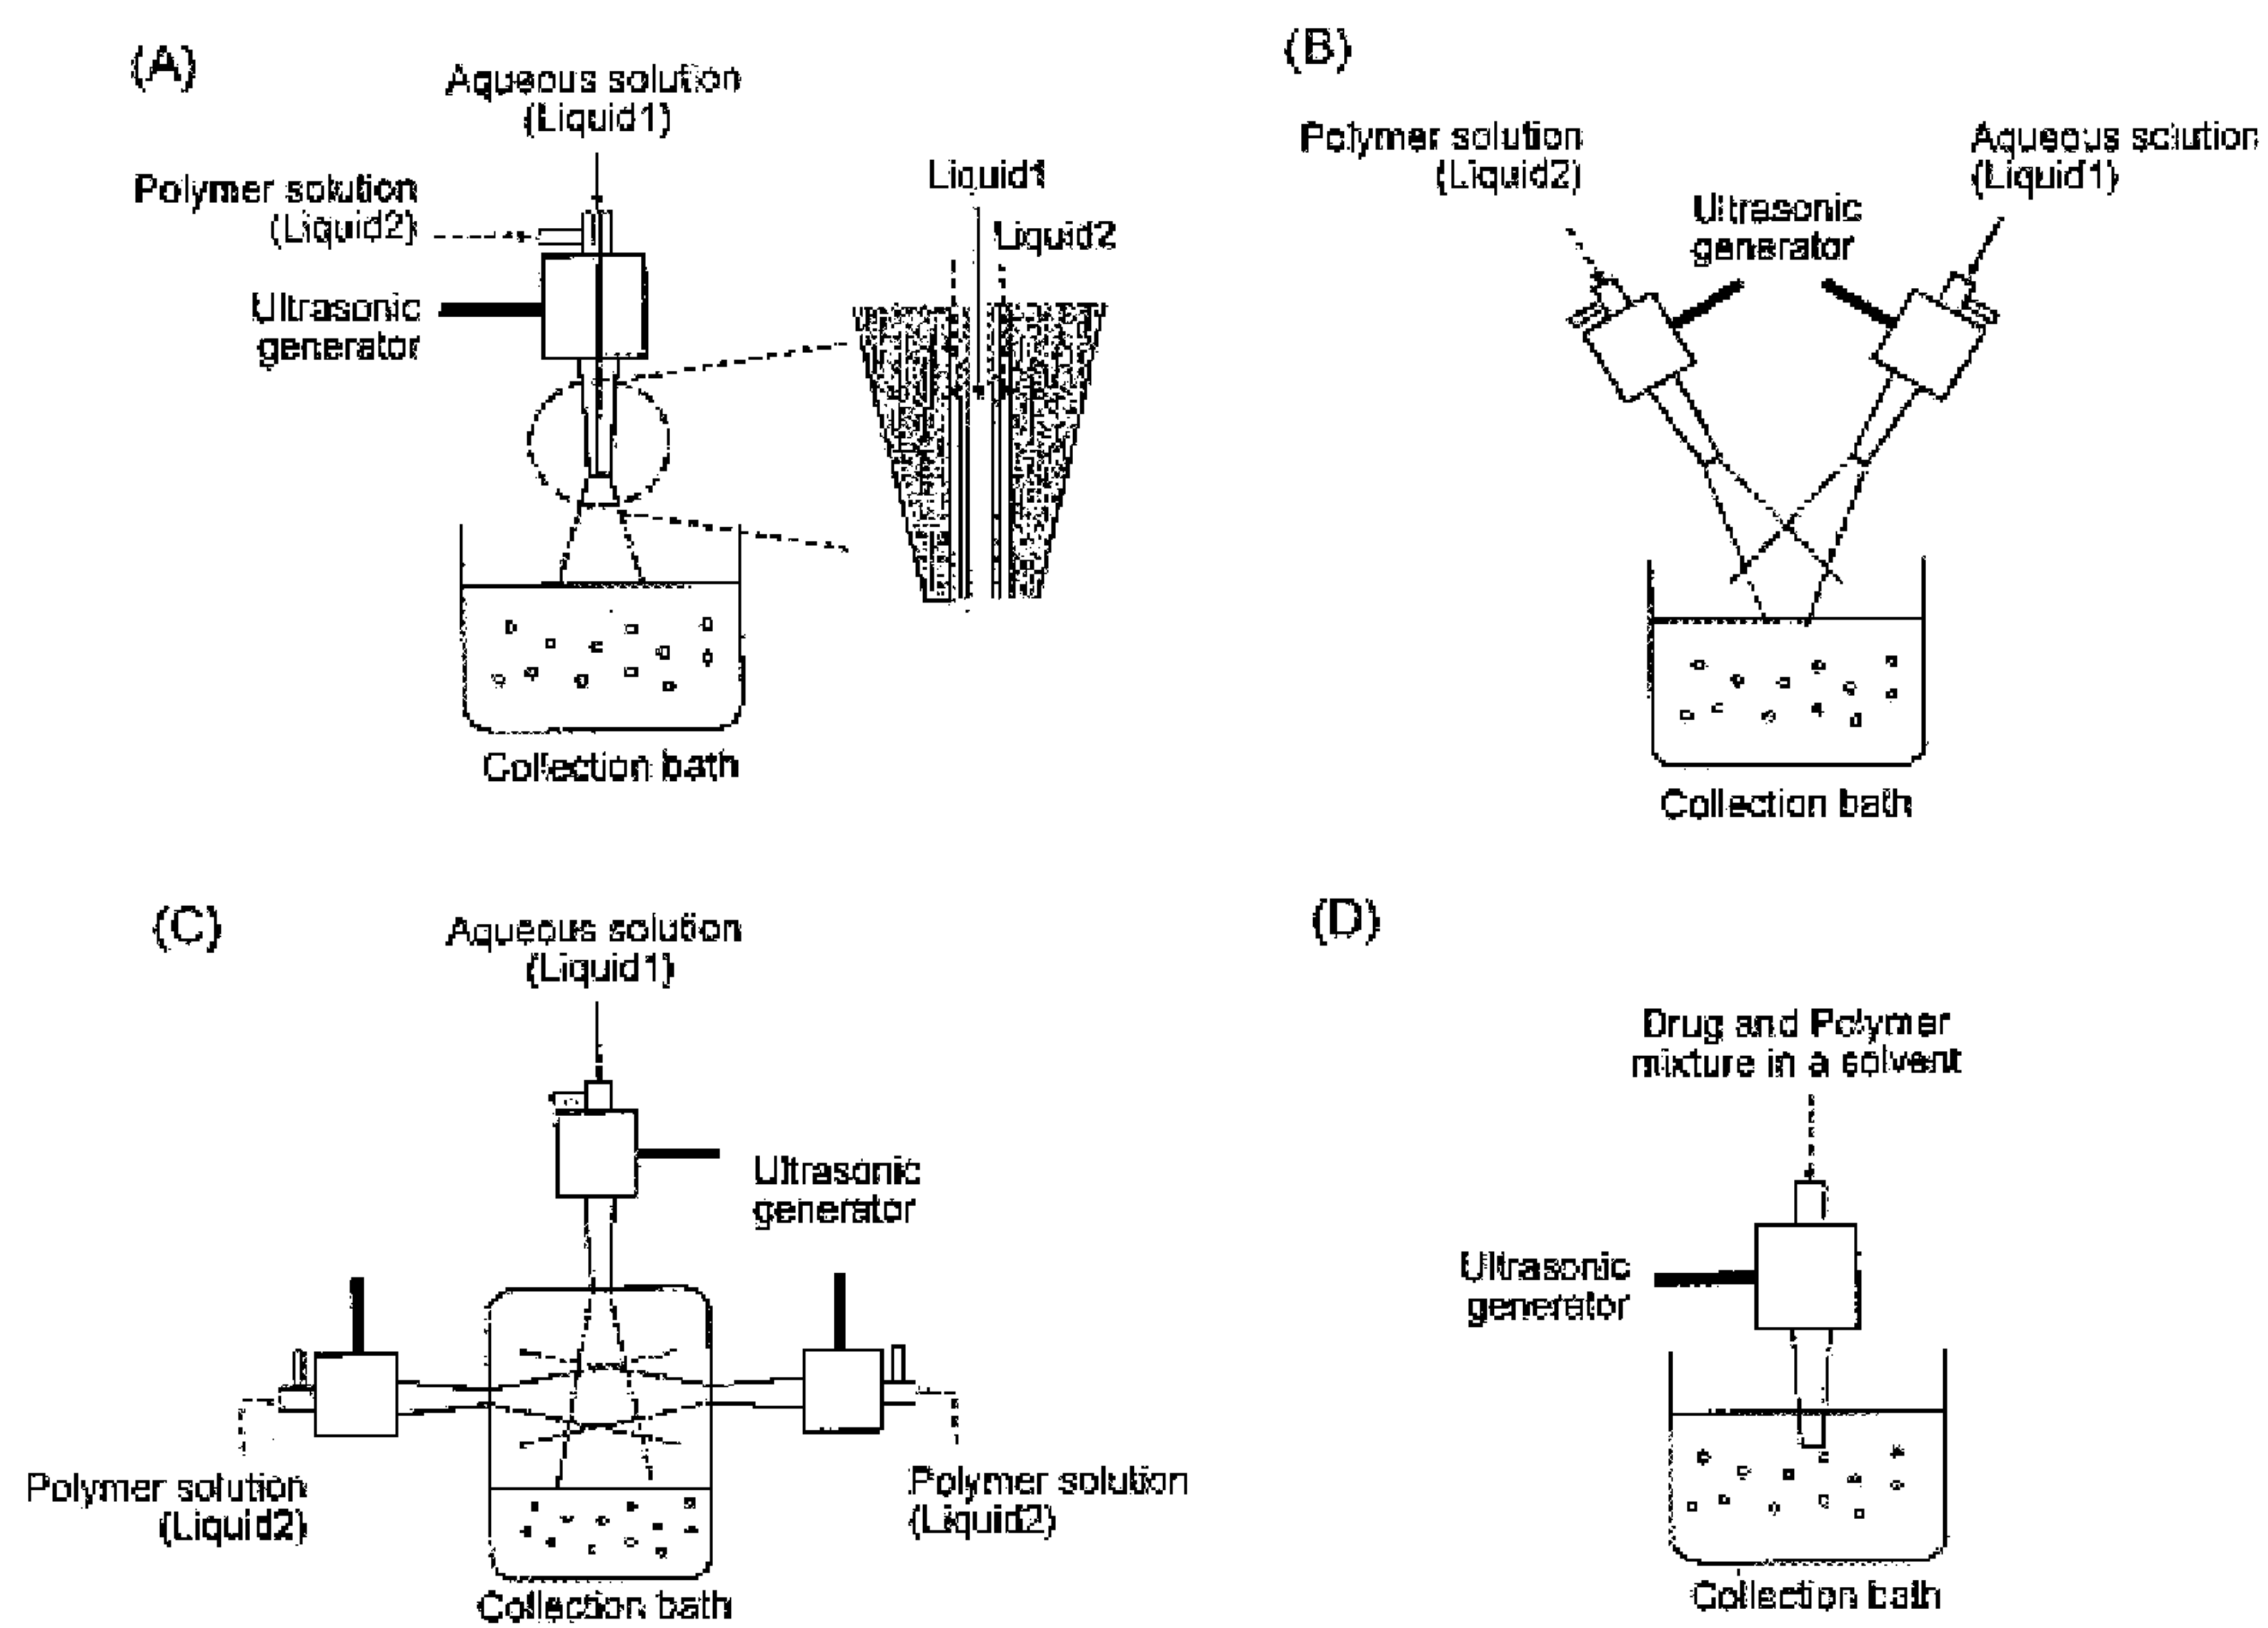 (A)
Aqueous solution
(Liquid1)
Polymer solution
(Liquid2)
Ultrasonic
generator
Liquid1
Liquid2
Collection bath
(B)
Polymer solution
(Liquid2)
Aqueous solution
(Liquid1)
Ultrasonic
generator
Collection bath
(C)
Aqueous solution
(Liquid1)
Ultrasonic
generator
Polymer solution
(Liquid2)
Polymer solution
(Liquid2)
Collection bath
(D)
Drug and Polymer
mixture in a solvent
Ultrasonic
generator
Collection bath